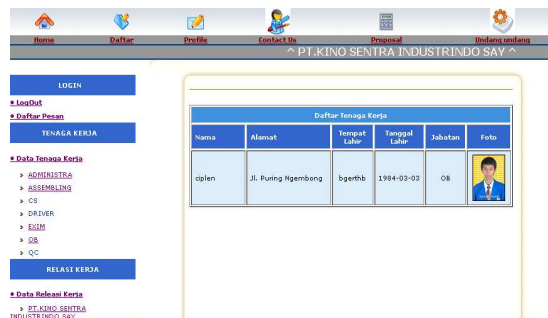 Home Daftar Profile Contact Us Proposal Undang undang
^ PT.KINO SENTRA INDUSTRINDO SAY ^
LOGIN
LogOut
Daftar Pesan
TENAGA KERJA
Data Tenaga Kerja
ADMINISTRA
ASSEMBLING
CS
DRIVER
EXIM
OB
QC
RELASI KERJA
Data Releasi Kerja
PT.KINO SENTRA
INDUSTRINDO SAY
Daftar Tenaga Kerja
Nama Alamat Tempat Lahir Tanggal Lahir Jabatan Foto
ciplen Jl. Puring Ngembong bgerthb 1984-03-03 OB